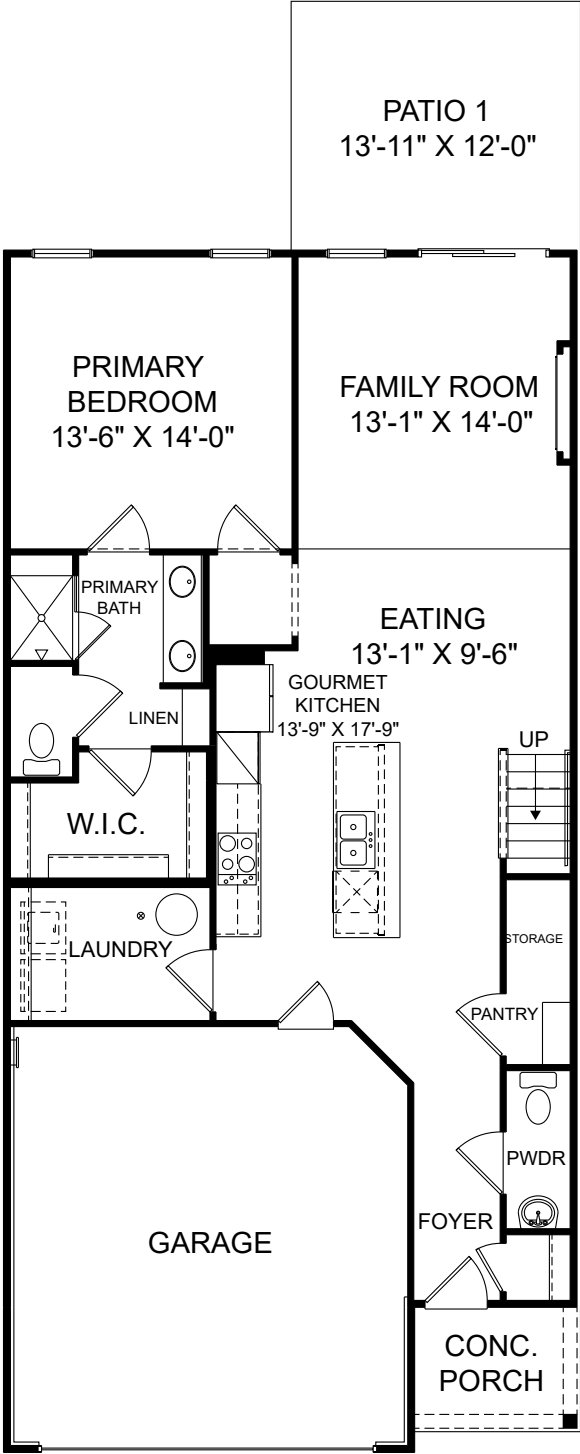 PATIO 1
13'-11" X 12'-0"
PRIMARY
BEDROOM
13'-6" X 14'-0"
FAMILY ROOM
13'-1" X 14'-0"
PRIMARY
BATH
EATING
13'-1" X 9'-6"
GOURMET
KITCHEN
13'-9" X 17'-9"
LINEN
UP
W.I.C.
LAUNDRY
STORAGE
PANTRY
PWDR
FOYER
GARAGE
CONC.
PORCH